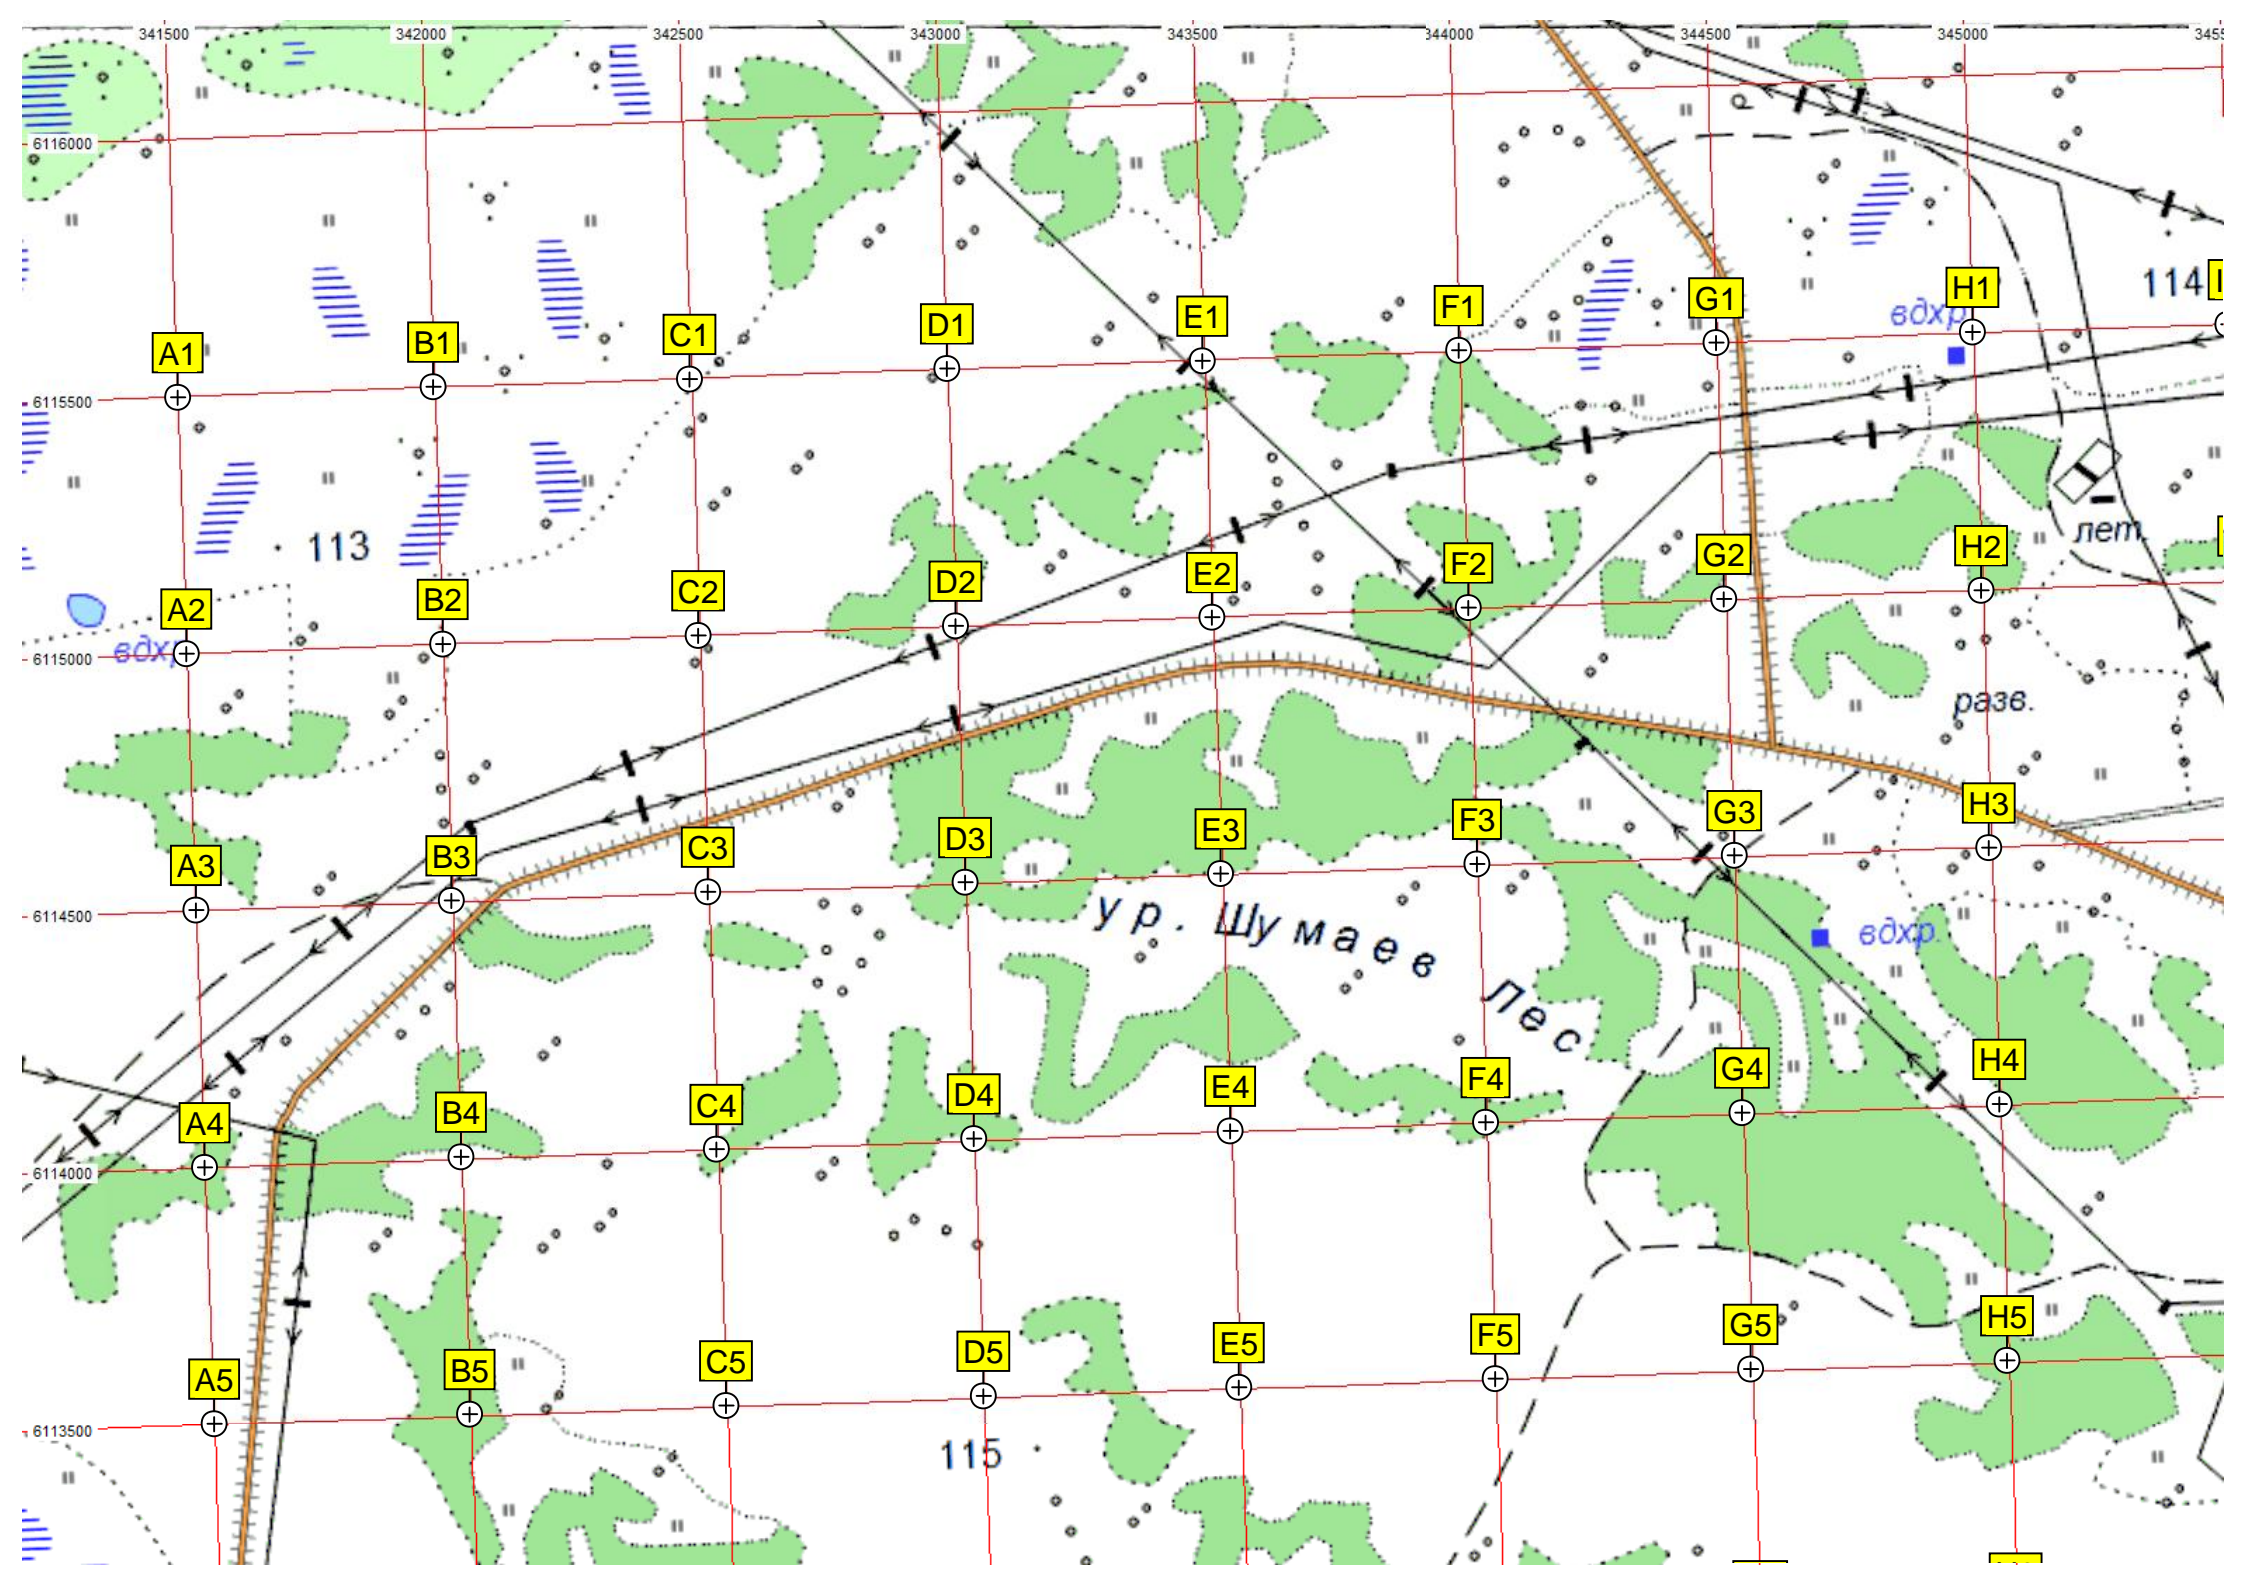 341500 342000 342500 343000 343500 344000 344500 345000
6116000
114
A1 B1 C1 D1 E1 F1 G1 H1
вдхр.
6115500
113
лет.
A2 B2 C2 D2 E2 F2 G2 H2
вдхр.
6115000
разв.
A3 B3 C3 D3 E3 F3 G3 H3
6114500
ур. Шумаев Лес
вдхр.
A4 B4 C4 D4 E4 F4 G4 H4
6114000
A5 B5 C5 D5 E5 F5 G5 H5
6113500
115